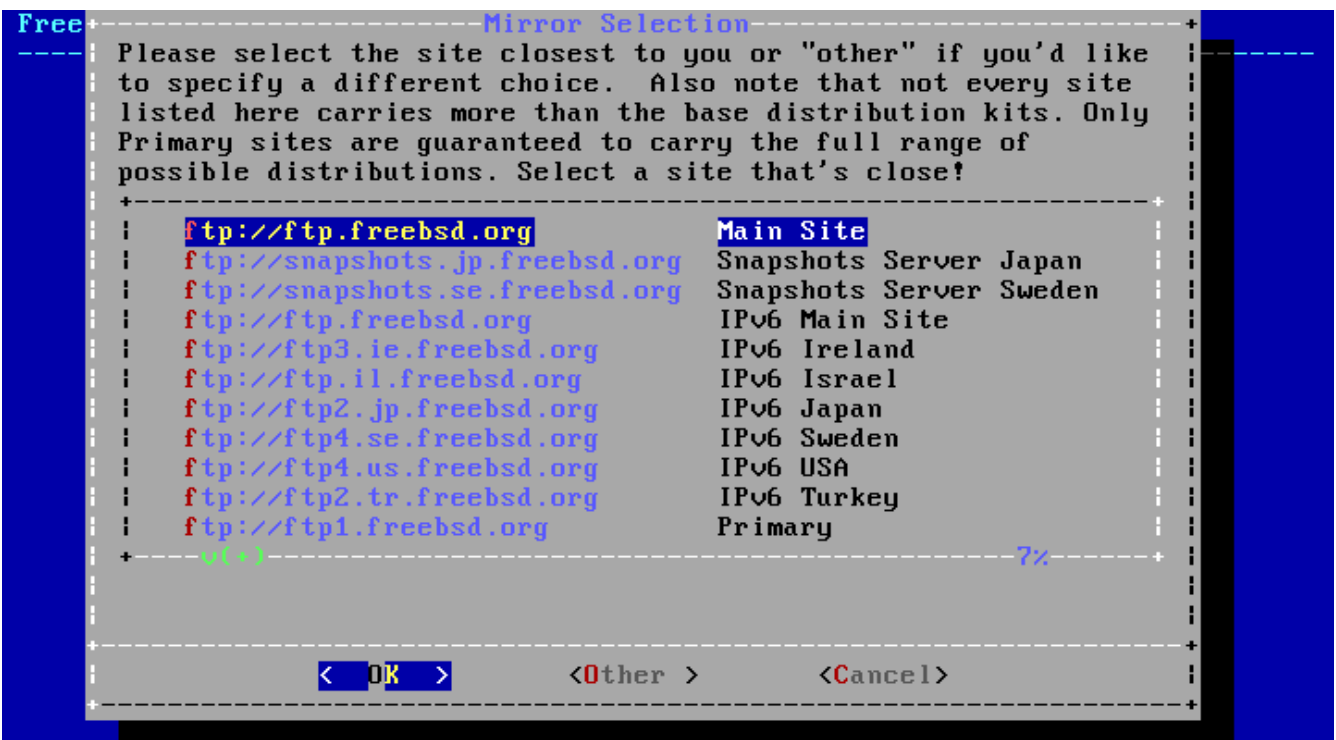 Free
Mirror Selection
Please select the site closest to you or "other" if you'd like
to specify a different choice.  Also note that not every site
listed here carries more than the base distribution kits. Only
Primary sites are guaranteed to carry the full range of
possible distributions. Select a site that's close!
ftp://ftp.freebsd.org Main Site
ftp://snapshots.jp.freebsd.org Snapshots Server Japan
ftp://snapshots.se.freebsd.org Snapshots Server Sweden
ftp://ftp.freebsd.org IPv6 Main Site
ftp://ftp3.ie.freebsd.org IPv6 Ireland
ftp://ftp.il.freebsd.org IPv6 Israel
ftp://ftp2.jp.freebsd.org IPv6 Japan
ftp://ftp4.se.freebsd.org IPv6 Sweden
ftp://ftp4.us.freebsd.org IPv6 USA
ftp://ftp2.tr.freebsd.org IPv6 Turkey
ftp://ftp1.freebsd.org Primary
v(+) 7%
< OK > <Other > <Cancel>